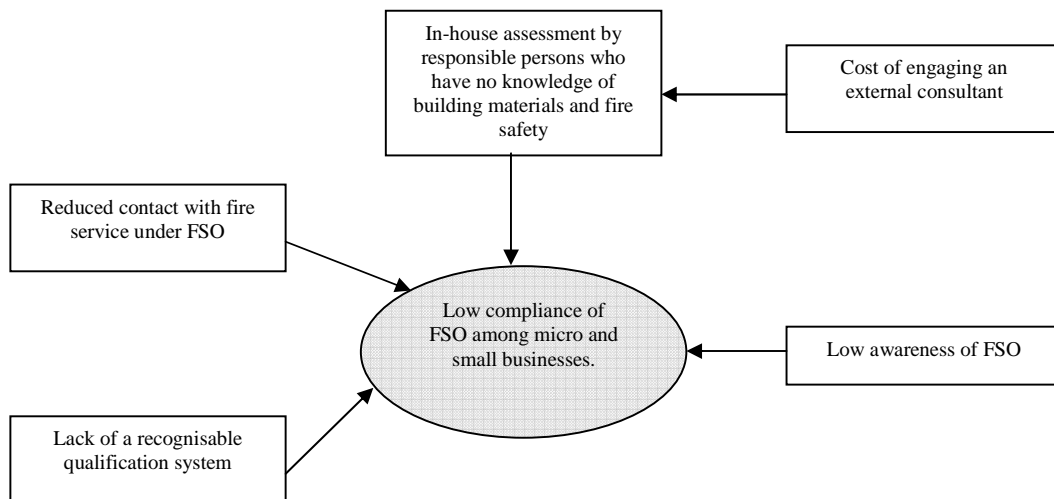 In-house assessment by
responsible persons who
have no knowledge of
building materials and fire
safety
Cost of engaging an
external consultant
Reduced contact with fire
service under FSO
Low compliance of
FSO among micro and
small businesses.
Low awareness of FSO
Lack of a recognisable
qualification system